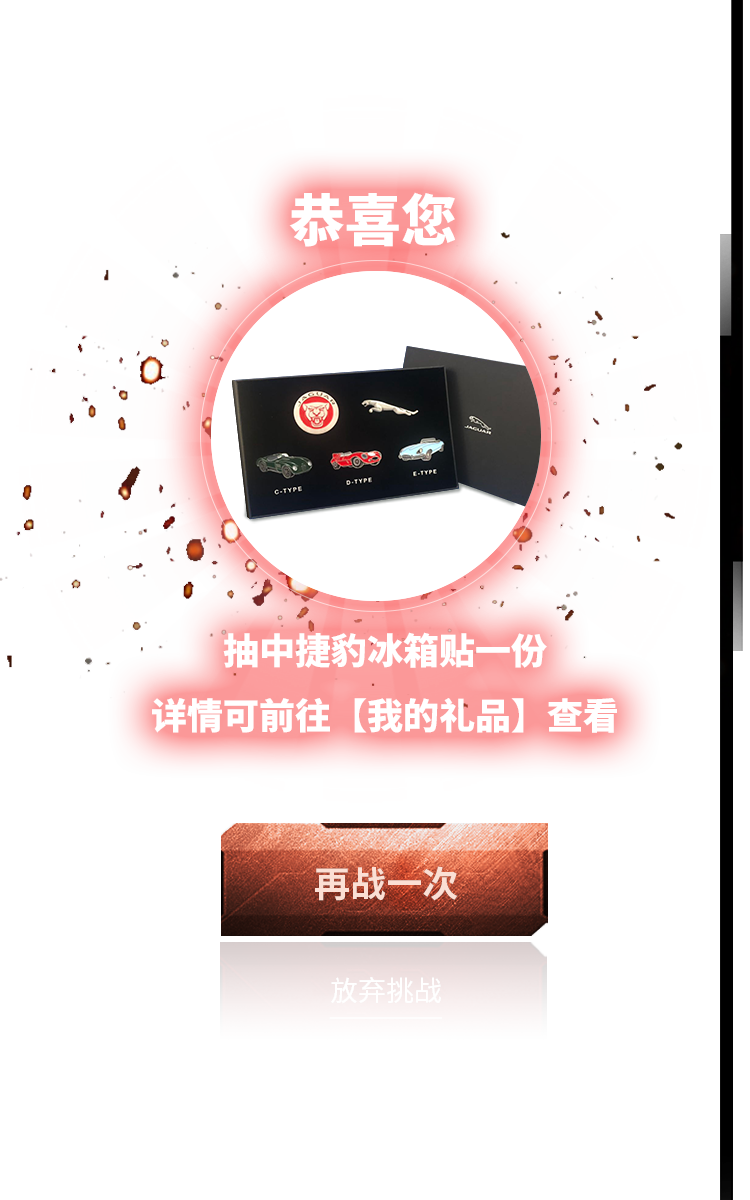 恭喜您
JAGUAR
JAGUAR
C-TYPE
D-TYPE
E-TYPE
抽中捷豹冰箱贴一份
详情可前往【我的礼品】查看
再战一次
放弃挑战